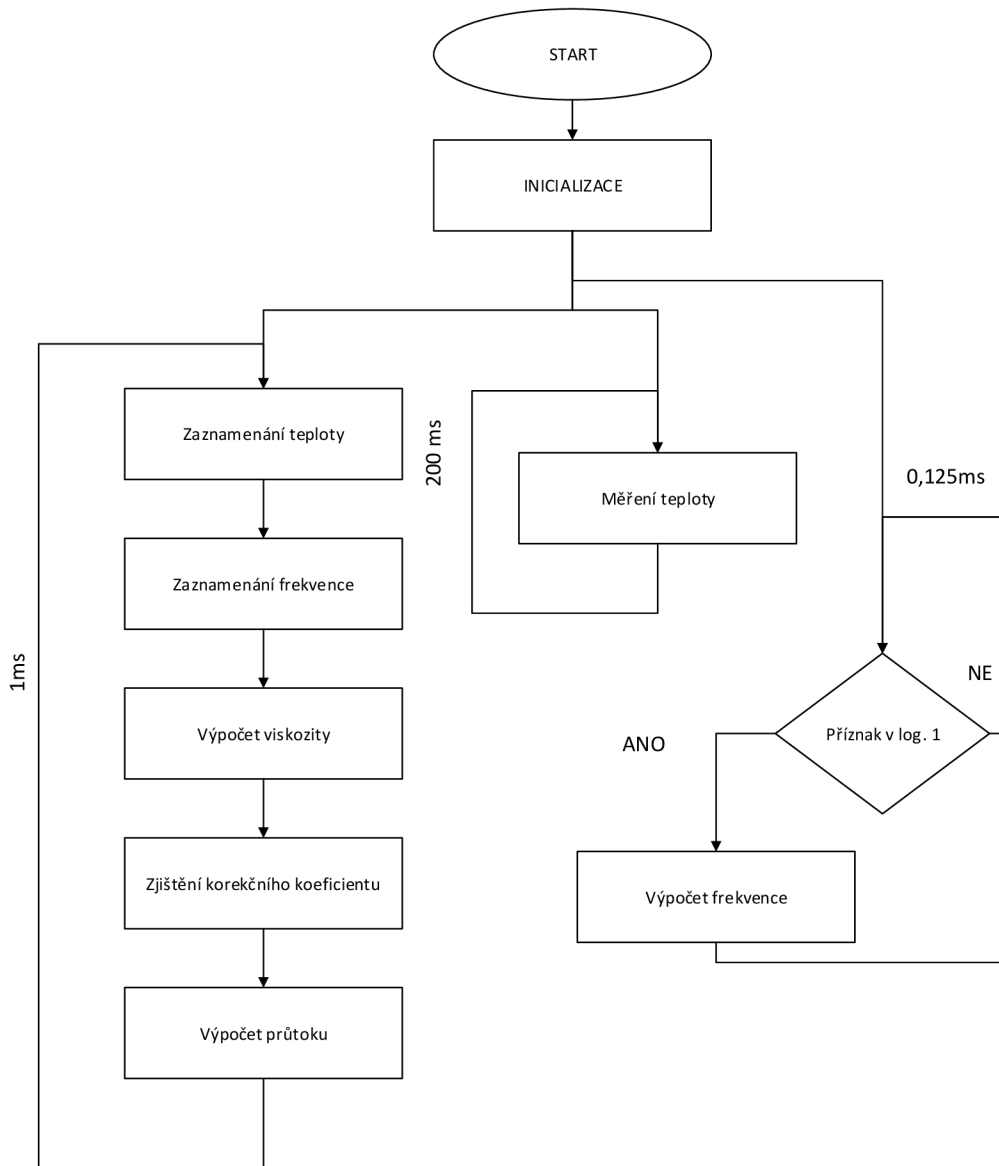 START
INICIALIZACE
Zaznamenání teploty
Zaznamenání frekvence
Výpočet viskozity
Zjištění korekčního koeficientu
Výpočet průtoku
1ms
200 ms
Měření teploty
0,125ms
Příznak v log. 1
NE
ANO
Výpočet frekvence